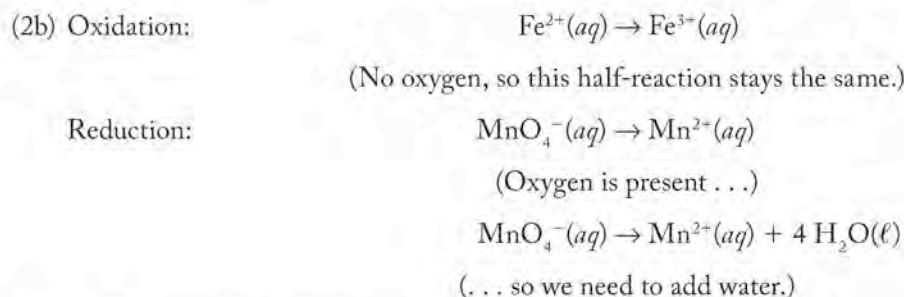 (2b) Oxidation: Fe²⁺(aq) → Fe³⁺(aq)
(No oxygen, so this half-reaction stays the same.)
Reduction: MnO₄⁻(aq) → Mn²⁺(aq)
(Oxygen is present . . .)
MnO₄⁻(aq) → Mn²⁺(aq) + 4 H₂O(ℓ)
(. . . so we need to add water.)